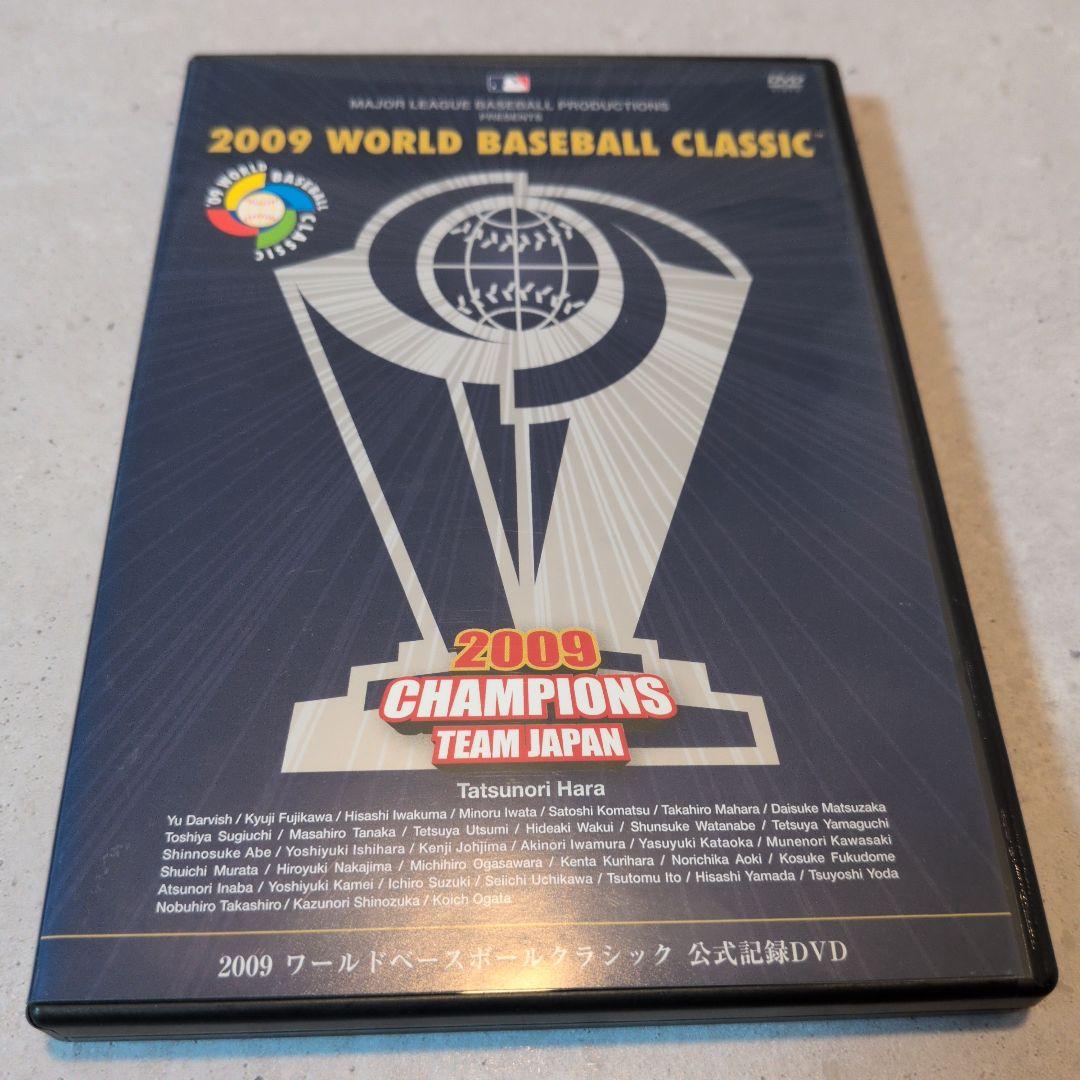 DVD
MAJOR LEAGUE BASEBALL PRODUCTIONS
PRESENTS
2009 WORLD BASEBALL CLASSIC™
'09 WORLD BASEBALL CLASSIC
2009
CHAMPIONS
TEAM JAPAN
Tatsunori Hara
Yu Darvish / Kyuji Fujikawa / Hisashi Iwakuma / Minoru Iwata / Satoshi Komatsu / Takahiro Mahara / Daisuke Matsuzaka
Toshiya Sugiuchi / Masahiro Tanaka / Tetsuya Utsumi / Hideaki Wakui / Shunsuke Watanabe / Tetsuya Yamaguchi
Shinnosuke Abe / Yoshiyuki Ishihara / Kenji Johjima / Akinori Iwamura / Yasuyuki Kataoka / Munenori Kawasaki
Shuichi Murata / Hiroyuki Nakajima / Michihiro Ogasawara / Kenta Kurihara / Norichika Aoki / Kosuke Fukudome
Atsunori Inaba / Yoshiyuki Kamei / Ichiro Suzuki / Seiichi Uchikawa / Tsutomu Ito / Hisashi Yamada / Tsuyoshi Yoda
Nobuhiro Takashiro / Kazunori Shinozuka / Koich Ogata
2009 ワールドベースボールクラシック 公式記録DVD